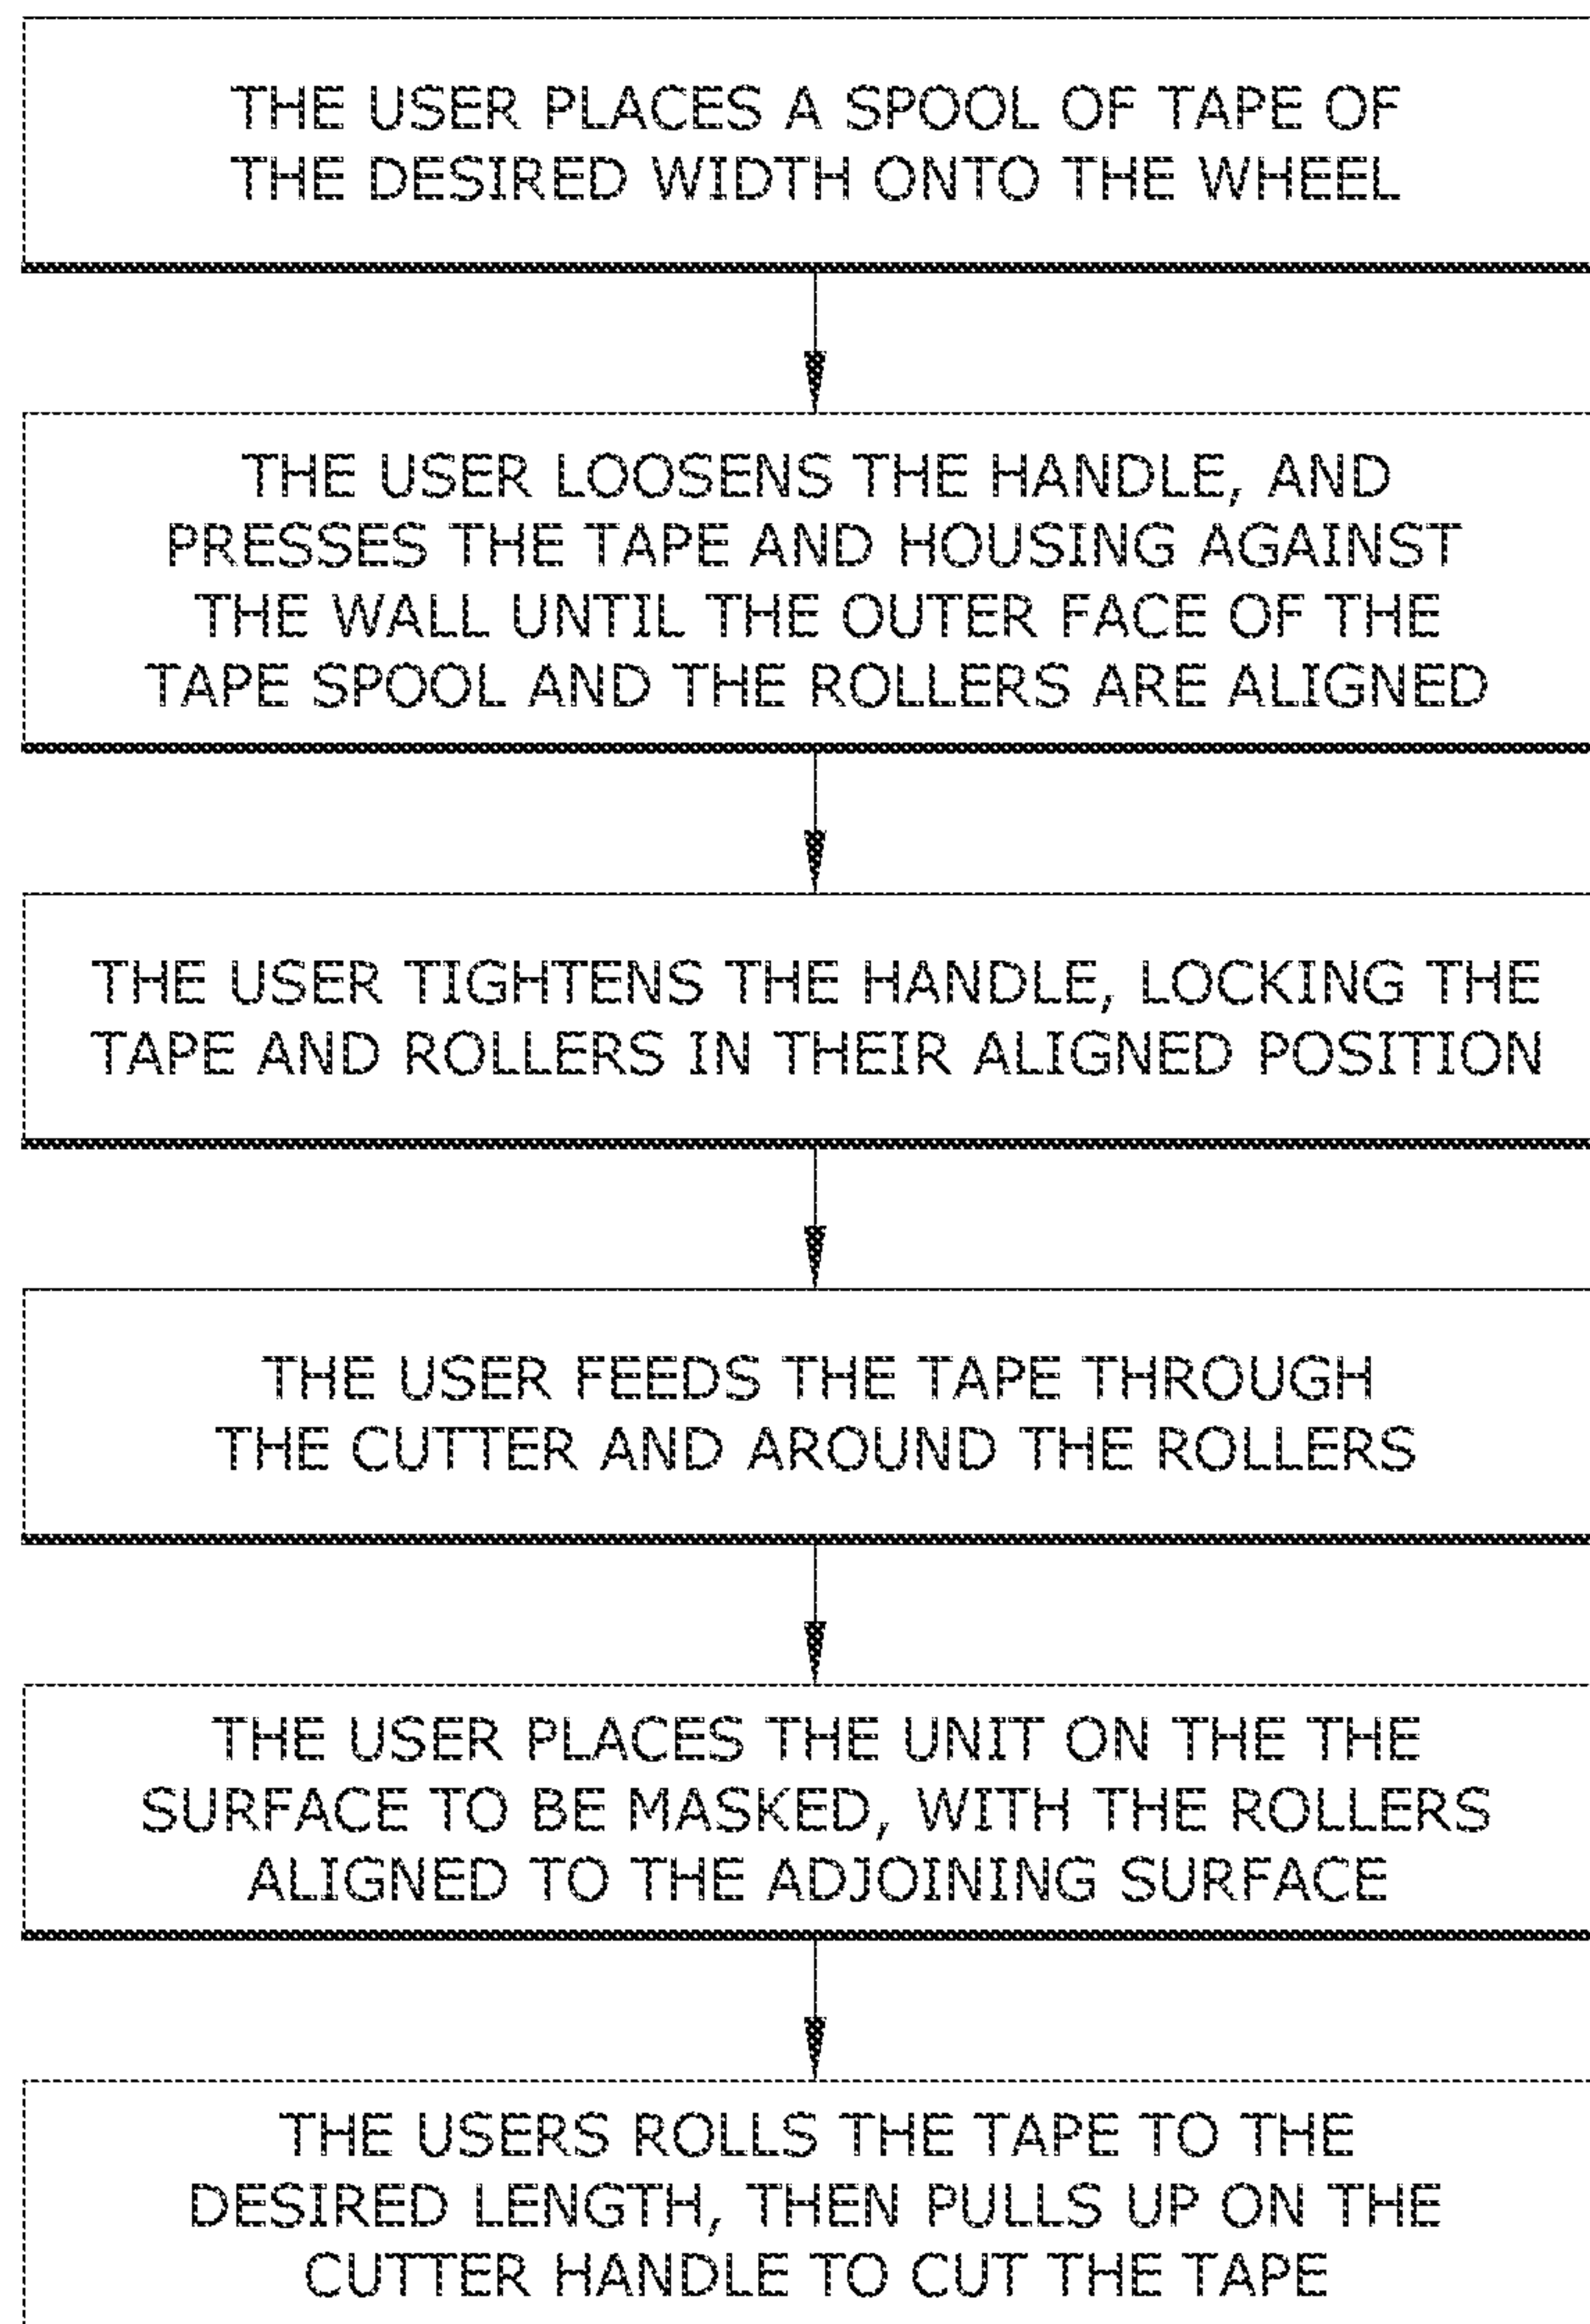 THE USER PLACES A SPOOL OF TAPE OF
THE DESIRED WIDTH ONTO THE WHEEL
THE USER LOOSENS THE HANDLE, AND
PRESSES THE TAPE AND HOUSING AGAINST
THE WALL UNTIL THE OUTER FACE OF THE
TAPE SPOOL AND THE ROLLERS ARE ALIGNED
THE USER TIGHTENS THE HANDLE, LOCKING THE
TAPE AND ROLLERS IN THEIR ALIGNED POSITION
THE USER FEEDS THE TAPE THROUGH
THE CUTTER AND AROUND THE ROLLERS
THE USER PLACES THE UNIT ON THE THE
SURFACE TO BE MASKED, WITH THE ROLLERS
ALIGNED TO THE ADJOINING SURFACE
THE USERS ROLLS THE TAPE TO THE
DESIRED LENGTH, THEN PULLS UP ON THE
CUTTER HANDLE TO CUT THE TAPE